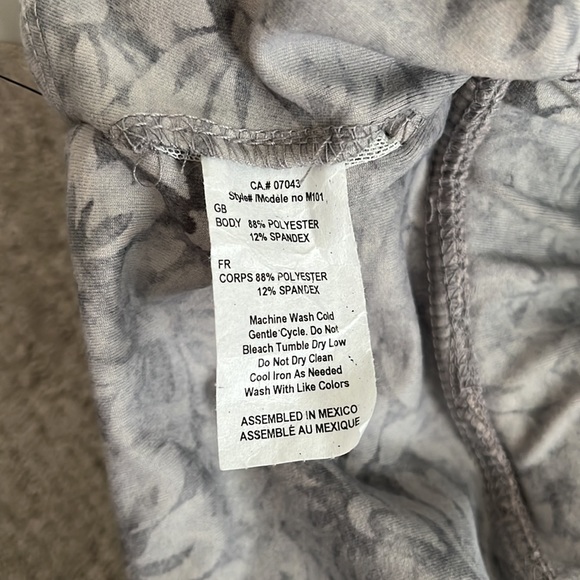 CA.# 07043
Style# /Modèle no M101
GB
BODY 88% POLYESTER
12% SPANDEX
FR
CORPS 88% POLYESTER
12% SPANDEX
Machine Wash Cold
Gentle Cycle. Do Not
Bleach Tumble Dry Low
Do Not Dry Clean
Cool Iron As Needed
Wash With Like Colors
ASSEMBLED IN MEXICO
ASSEMBLÉ AU MEXIQUE